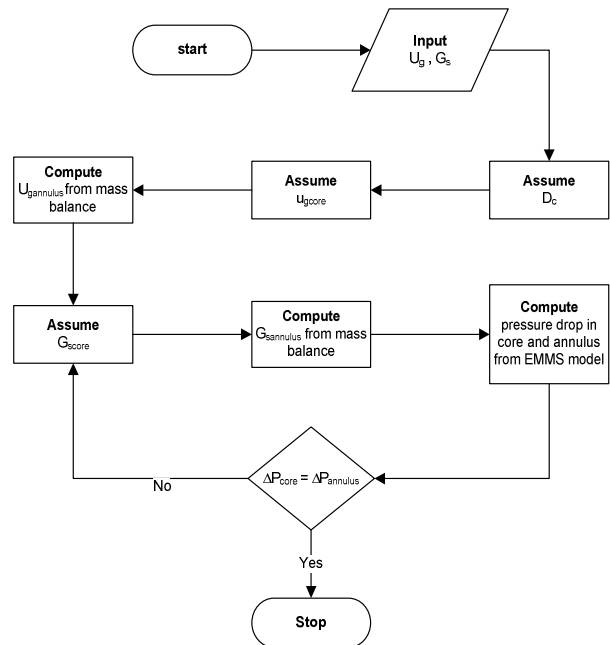 start
Input
Ug , Gs
Assume
Dc
Assume
ugcore
Compute
Ugannulus from mass
balance
Assume
Gscore
Compute
Gsannulus from mass
balance
Compute
pressure drop in
core and annulus
from EMMS model
ΔPcore = ΔPannulus
No
Yes
Stop